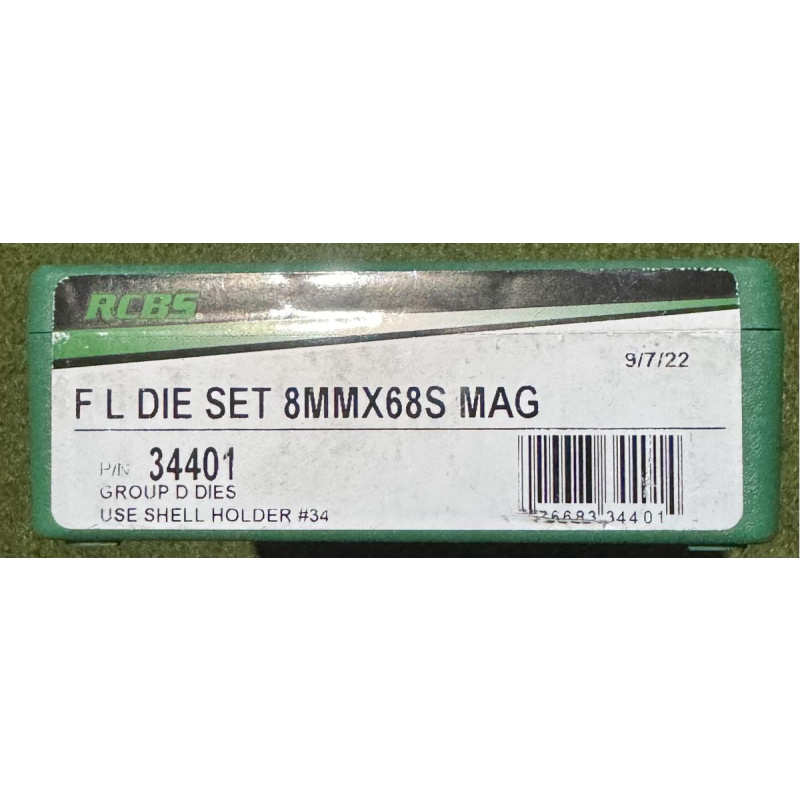 RCBS.
9/7/22
F L DIE SET 8MMX68S MAG
P/N 34401
GROUP D DIES
USE SHELL HOLDER #34
76683 34401